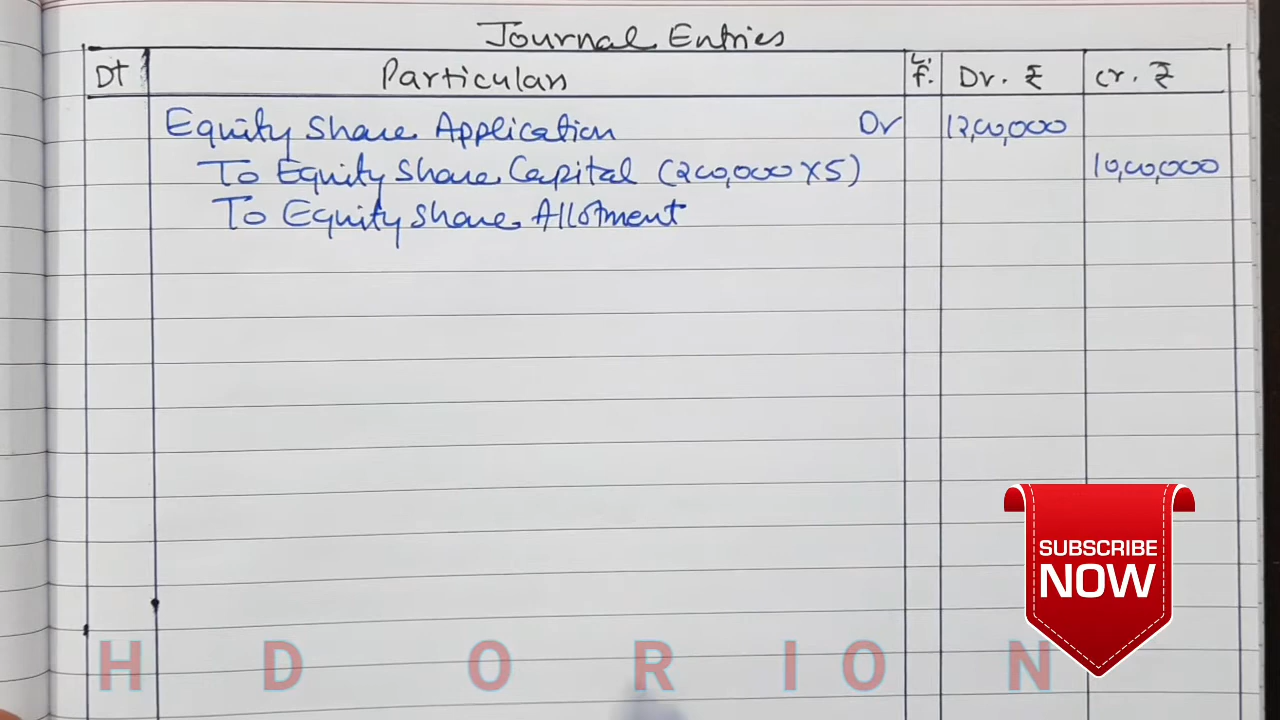 Journal Entries
Dt Particulars L.F. Dr. ₹ Cr. ₹
Equity Share Application Dr 12,00,000
To Equity Share Capital (200,000 X 5) 10,00,000
To Equity Share Allotment
SUBSCRIBE
NOW
H D O R I O N